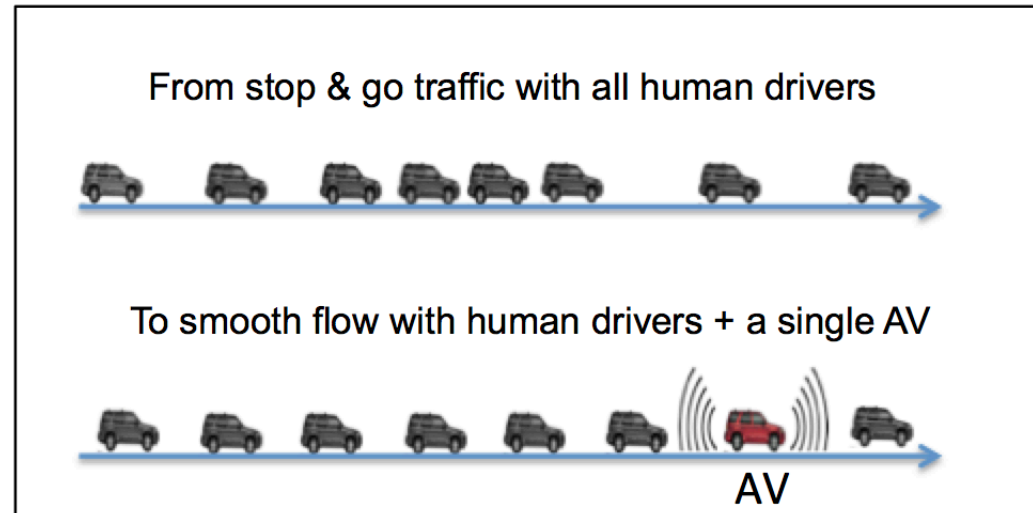 From stop & go traffic with all human drivers
To smooth flow with human drivers + a single AV
AV